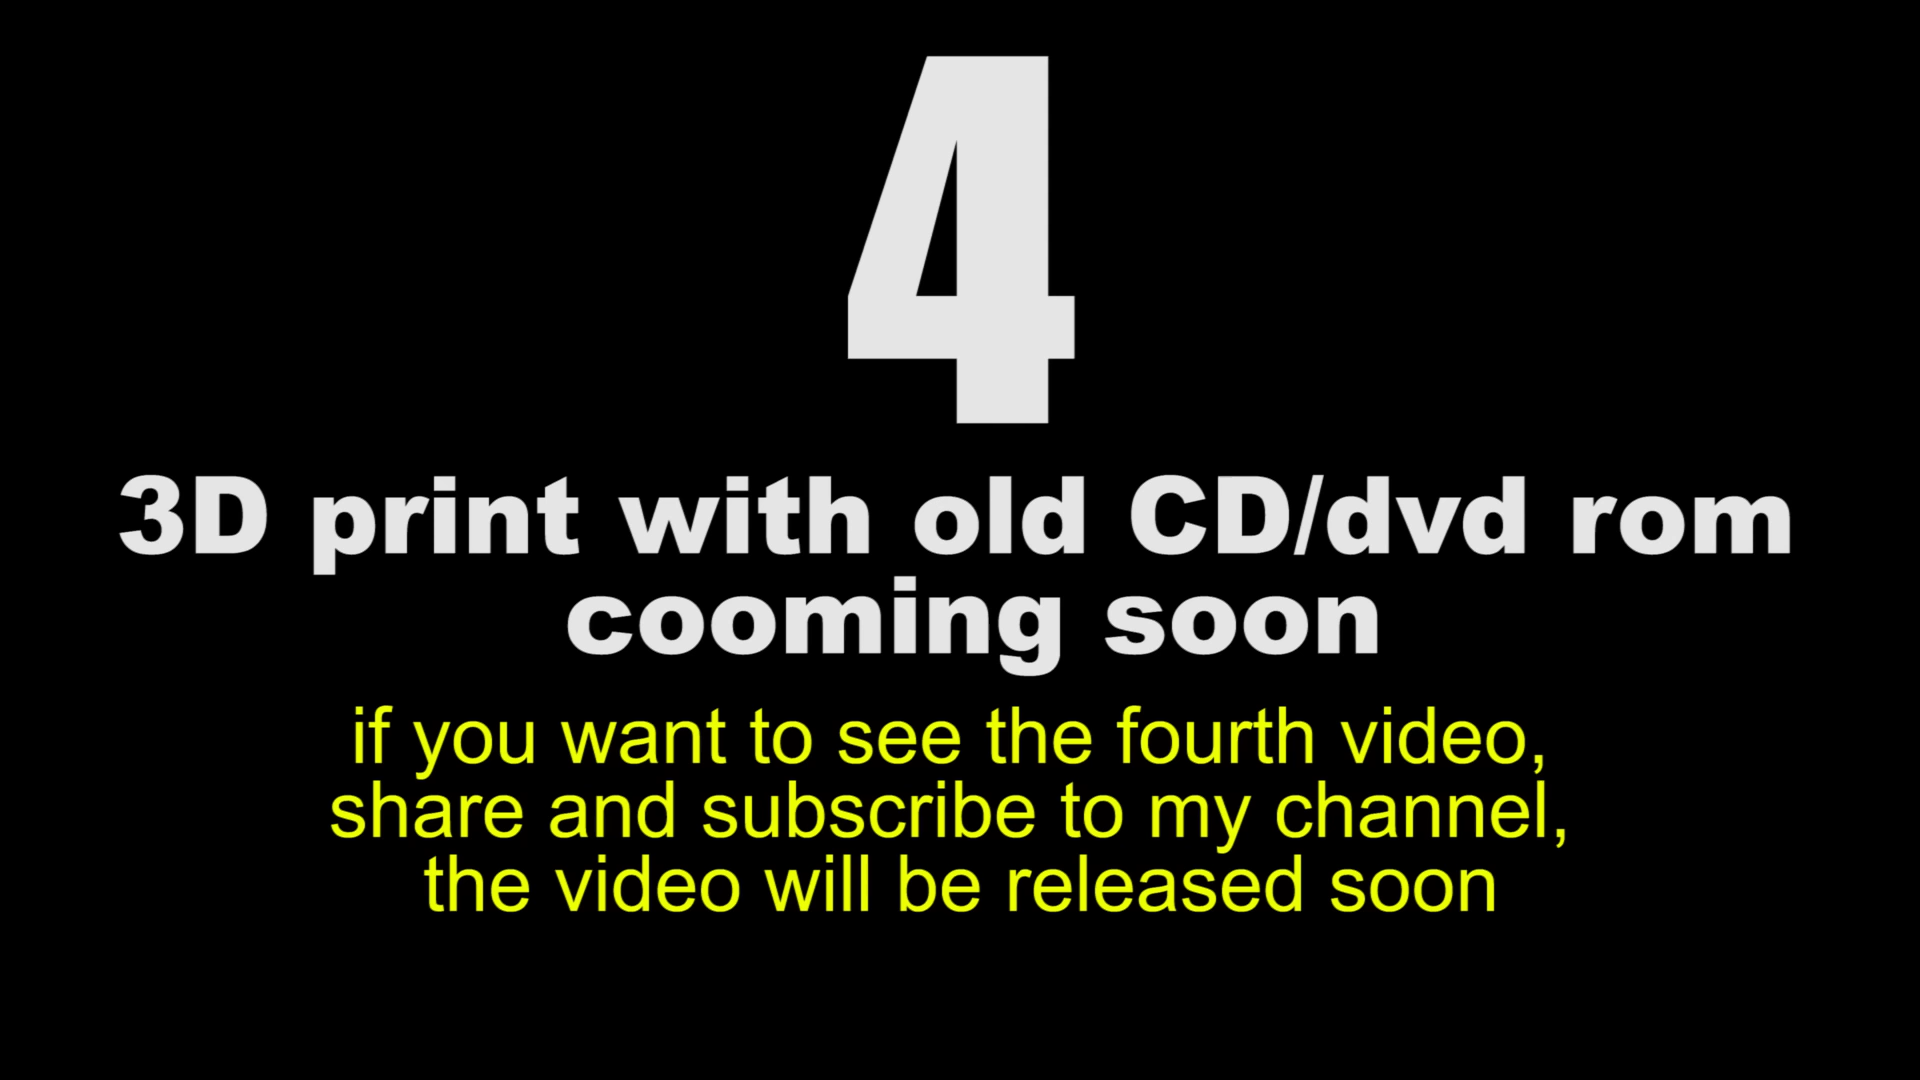 4
3D print with old CD/dvd rom
cooming soon
if you want to see the fourth video,
share and subscribe to my channel,
the video will be released soon